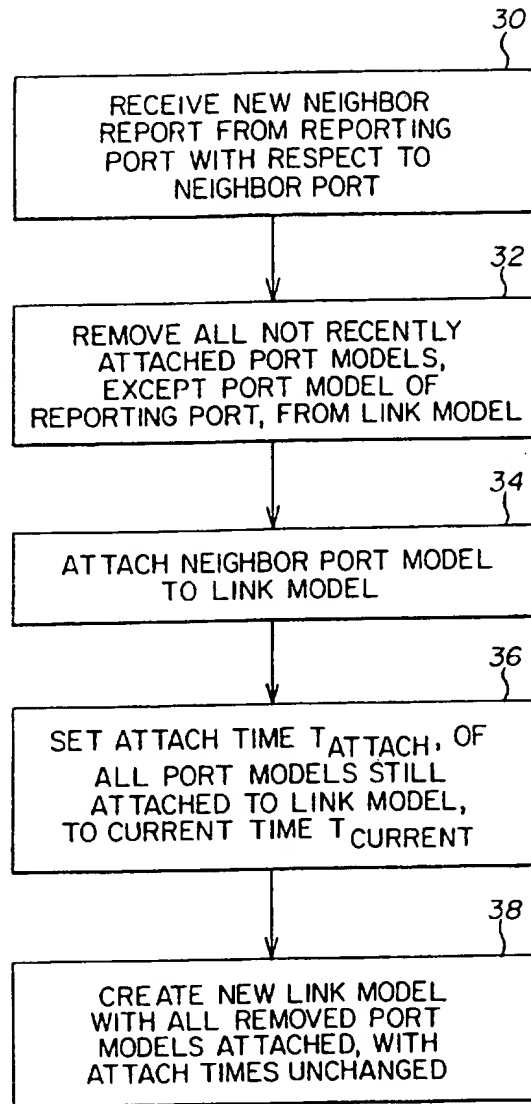 30
RECEIVE NEW NEIGHBOR
REPORT FROM REPORTING
PORT WITH RESPECT TO
NEIGHBOR PORT
32
REMOVE ALL NOT RECENTLY
ATTACHED PORT MODELS,
EXCEPT PORT MODEL OF
REPORTING PORT, FROM LINK MODEL
34
ATTACH NEIGHBOR PORT MODEL
TO LINK MODEL
36
SET ATTACH TIME TATTACH, OF
ALL PORT MODELS STILL
ATTACHED TO LINK MODEL,
TO CURRENT TIME TCURRENT
38
CREATE NEW LINK MODEL
WITH ALL REMOVED PORT
MODELS ATTACHED, WITH
ATTACH TIMES UNCHANGED